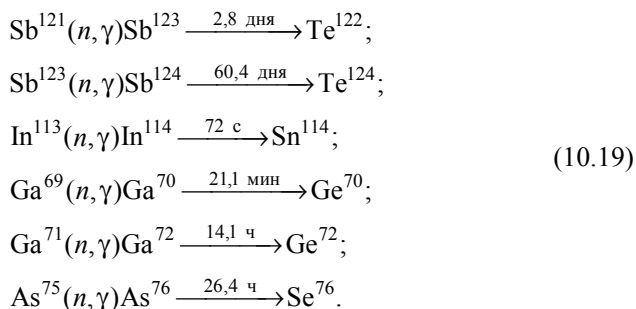 Sb¹²¹(n,γ)Sb¹²³ —2,8 дня→ Te¹²²;
Sb¹²³(n,γ)Sb¹²⁴ —60,4 дня→ Te¹²⁴;
In¹¹³(n,γ)In¹¹⁴ —72 с→ Sn¹¹⁴;
Ga⁶⁹(n,γ)Ga⁷⁰ —21,1 мин→ Ge⁷⁰;
Ga⁷¹(n,γ)Ga⁷² —14,1 ч→ Ge⁷²;
As⁷⁵(n,γ)As⁷⁶ —26,4 ч→ Se⁷⁶.
(10.19)